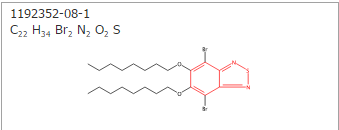 1192352-08-1
C₂₂ H₃₄ Br₂ N₂ O₂ S
Br
O
N
S
O
N
Br